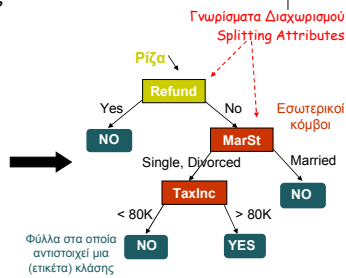 Γνωρίσματα Διαχωρισμού
Splitting Attributes
Ρίζα
Refund
Yes
No
Εσωτερικοί
κόμβοι
NO
MarSt
Single, Divorced
Married
TaxInc
NO
< 80K
> 80K
Φύλλα στα οποία
αντιστοιχεί μια
(ετικέτα) κλάσης
NO
YES